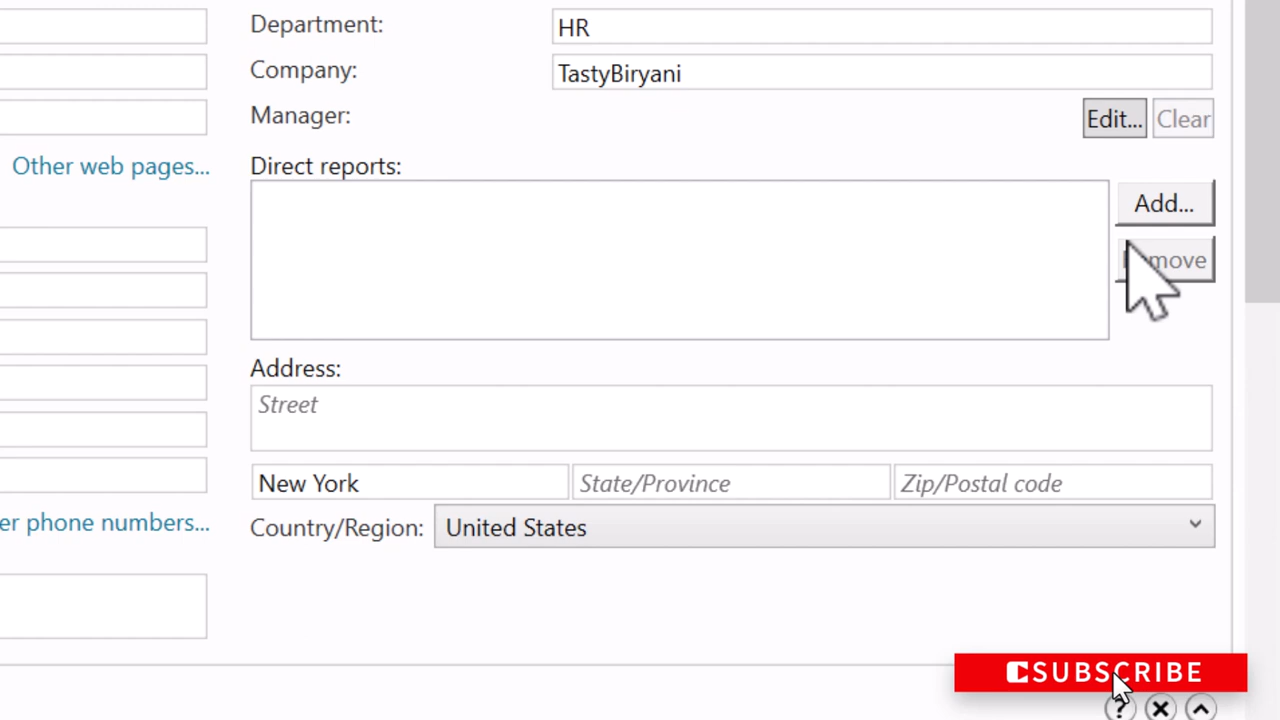 Department: HR
Company: TastyBiryani
Manager: Edit... Clear
Other web pages... Direct reports:
Add...
move
Address:
Street
New York State/Province Zip/Postal code
er phone numbers... Country/Region: United States
SUBSCRIBE
?